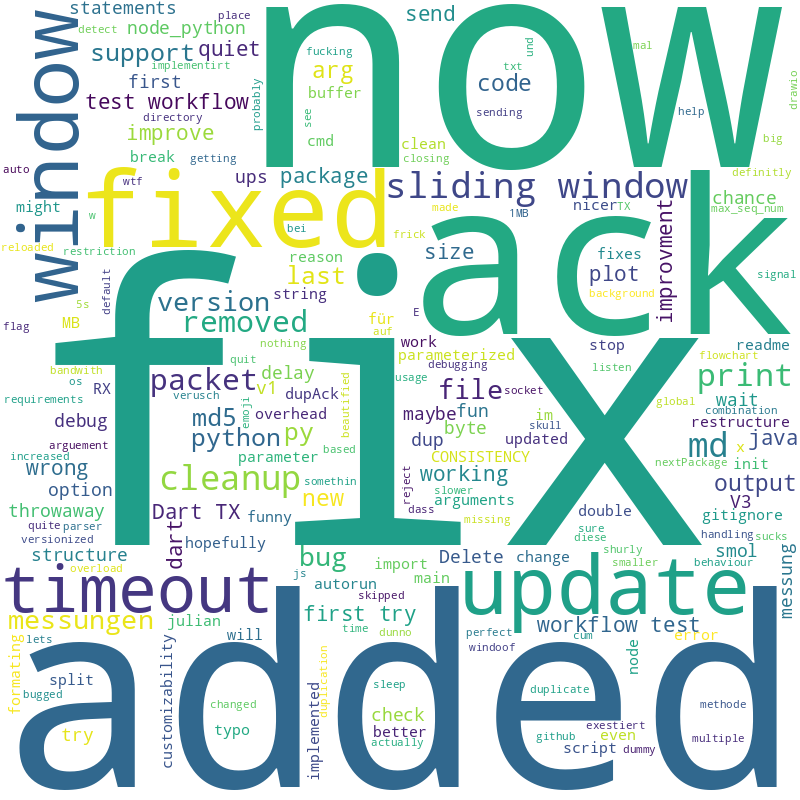 statements
detect
node_python
implementirt
support
quiet
first
test workflow
directory
improve
break
getting
probably
window
now
send
place
fucking
arg
buffer
see
cmd
code
txt
und
sending
mal
drawio
help
big
clean
closing
definitly
auto
wtf
ups
package
sliding window
chance
might
w
fixed
bei
made
1MB
nicer
TX
max_seq_num
reloaded
restriction
reason
frick
size
ack
fixes
signal
improvment
plot
default
last
background
5s
version
string
E
flag
MB
removed
für
auf
work
stop
readme
nothing
parameterized
debugging
listen
flowchart
fix
bandwith
os
RX
quit
packet
delay
usage
file
socket
global
print
requirements
verusch
v1
emoji
beautified
dupAck
maybe
fun
skull
im
wait
combination
restructure
debug
md5
overhead
dup
byte
updated
arguement
python
py
md
java
increased
parameter
based
CONSISTENCY
x
wrong
nextPackage
init
output
option
cleanup
somethin
working
slower
reject
arguments
V3
throwaway
new
dass
missing
double
gitignore
quite
parser
Dart TX
funny
sure
handling
sucks
versionized
diese
structure
dart
hopefully
bug
import
Delete
change
shurly
smol
smaller
behaviour
overload
js
autorun
main
messung
timeout
skipped
update
messungen
julian
first try
time
dunno
workflow test
error
lets
will
perfect
cum
windoof
node
formating
bugged
split
customizability
implemented
duplication
sleep
duplicate
added
changed
check
methode
try
typo
better
actually
github
exestiert
even
script
dummy
multiple